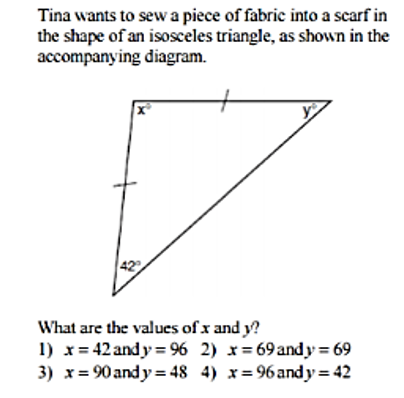 Tina wants to sew a piece of fabric into a scarf in
the shape of an isosceles triangle, as shown in the
accompanying diagram.
x°
y°
42°
What are the values of x and y?
1) x = 42 and y = 96 2) x = 69 and y = 69
3) x = 90 and y = 48 4) x = 96 and y = 42